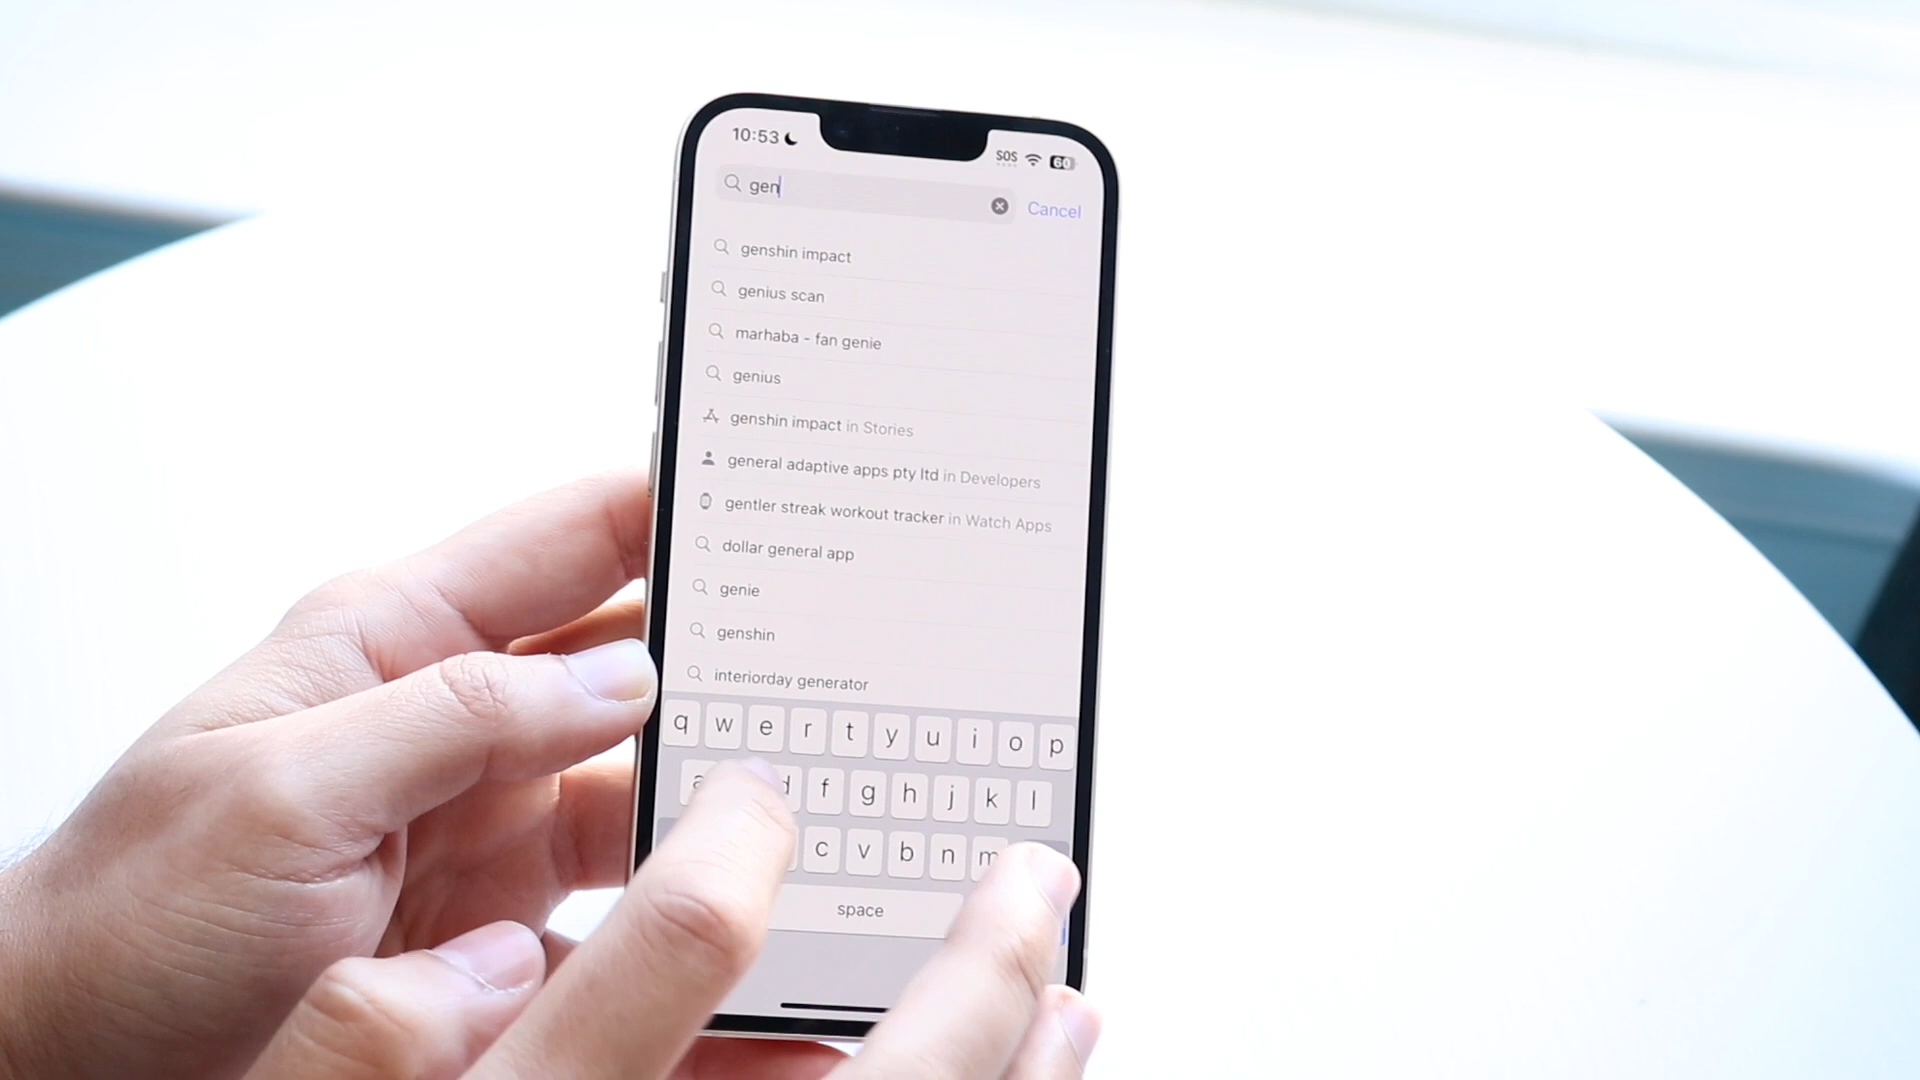 10:53
SOS 60
gen
Cancel
genshin impact
genius scan
marhaba - fan genie
genius
genshin impact in Stories
general adaptive apps pty ltd in Developers
gentler streak workout tracker in Watch Apps
dollar general app
genie
genshin
interiorday generator
q w e r t y u i o p
a d f g h j k l
c v b n m
space